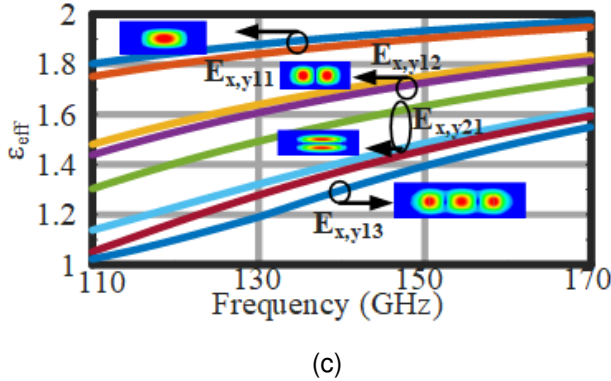 2
1.8
1.6
1.4
1.2
1
ε_eff
E_x,y11
E_x,y12
E_x,y21
E_x,y13
110 130 150 170
Frequency (GHz)
(c)